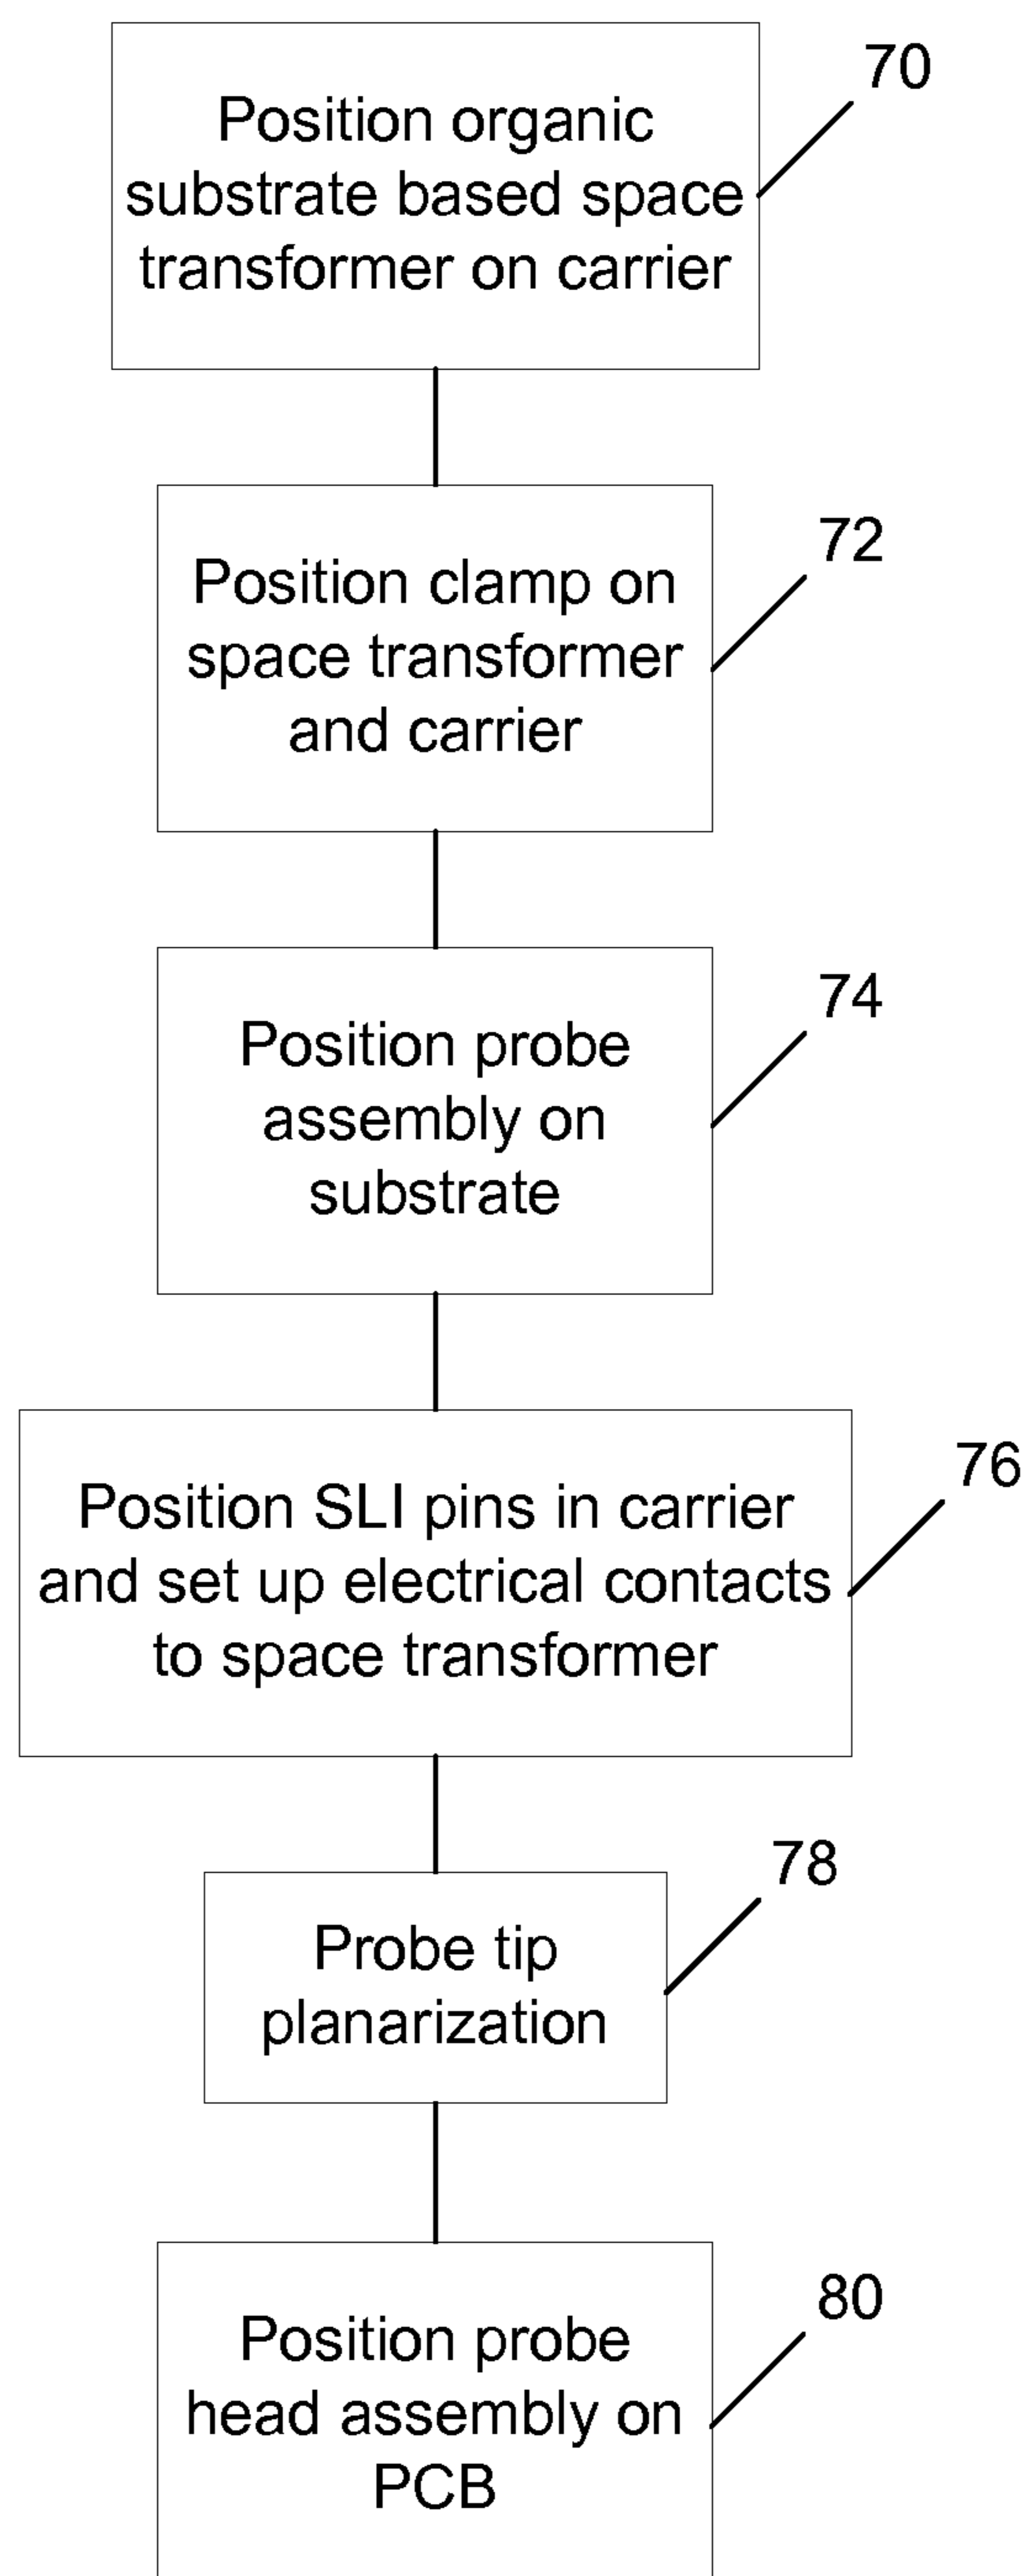 70
Position organic
substrate based space
transformer on carrier
72
Position clamp on
space transformer
and carrier
74
Position probe
assembly on
substrate
76
Position SLI pins in carrier
and set up electrical contacts
to space transformer
78
Probe tip
planarization
80
Position probe
head assembly on
PCB